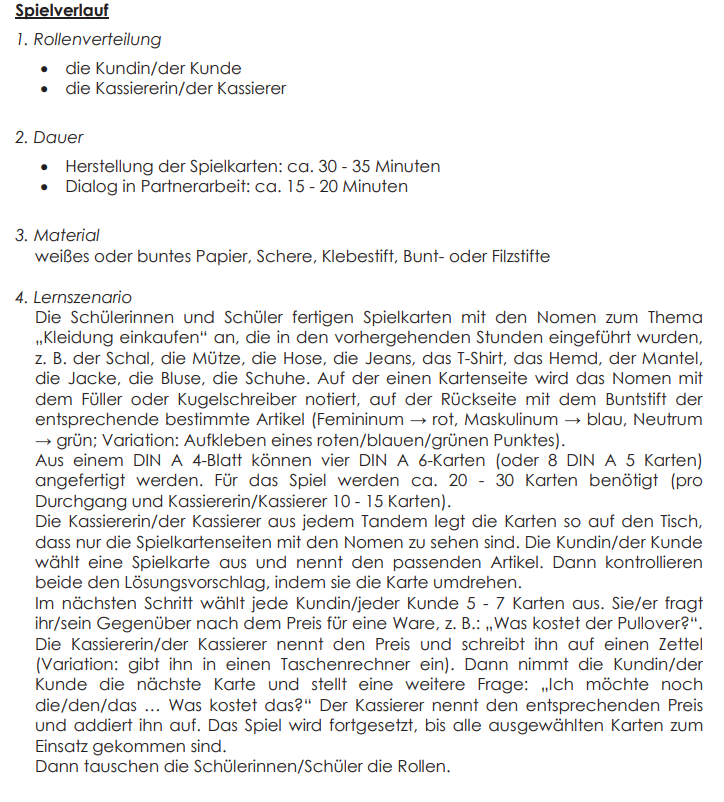 Spielverlauf
1. Rollenverteilung
• die Kundin/der Kunde
• die Kassiererin/der Kassierer
2. Dauer
• Herstellung der Spielkarten: ca. 30 - 35 Minuten
• Dialog in Partnerarbeit: ca. 15 - 20 Minuten
3. Material
weißes oder buntes Papier, Schere, Klebestift, Bunt- oder Filzstifte
4. Lernszenario
Die Schülerinnen und Schüler fertigen Spielkarten mit den Nomen zum Thema
„Kleidung einkaufen“ an, die in den vorhergehenden Stunden eingeführt wurden,
z. B. der Schal, die Mütze, die Hose, die Jeans, das T-Shirt, das Hemd, der Mantel,
die Jacke, die Bluse, die Schuhe. Auf der einen Kartenseite wird das Nomen mit
dem Füller oder Kugelschreiber notiert, auf der Rückseite mit dem Buntstift der
entsprechende bestimmte Artikel (Femininum → rot, Maskulinum → blau, Neutrum
→ grün; Variation: Aufkleben eines roten/blauen/grünen Punktes).
Aus einem DIN A 4-Blatt können vier DIN A 6-Karten (oder 8 DIN A 5 Karten)
angefertigt werden. Für das Spiel werden ca. 20 - 30 Karten benötigt (pro
Durchgang und Kassiererin/Kassierer 10 - 15 Karten).
Die Kassiererin/der Kassierer aus jedem Tandem legt die Karten so auf den Tisch,
dass nur die Spielkartenseiten mit den Nomen zu sehen sind. Die Kundin/der Kunde
wählt eine Spielkarte aus und nennt den passenden Artikel. Dann kontrollieren
beide den Lösungsvorschlag, indem sie die Karte umdrehen.
Im nächsten Schritt wählt jede Kundin/jeder Kunde 5 - 7 Karten aus. Sie/er fragt
ihr/sein Gegenüber nach dem Preis für eine Ware, z. B.: „Was kostet der Pullover?“.
Die Kassiererin/der Kassierer nennt den Preis und schreibt ihn auf einen Zettel
(Variation: gibt ihn in einen Taschenrechner ein). Dann nimmt die Kundin/der
Kunde die nächste Karte und stellt eine weitere Frage: „Ich möchte noch
die/den/das … Was kostet das?“ Der Kassierer nennt den entsprechenden Preis
und addiert ihn auf. Das Spiel wird fortgesetzt, bis alle ausgewählten Karten zum
Einsatz gekommen sind.
Dann tauschen die Schülerinnen/Schüler die Rollen.